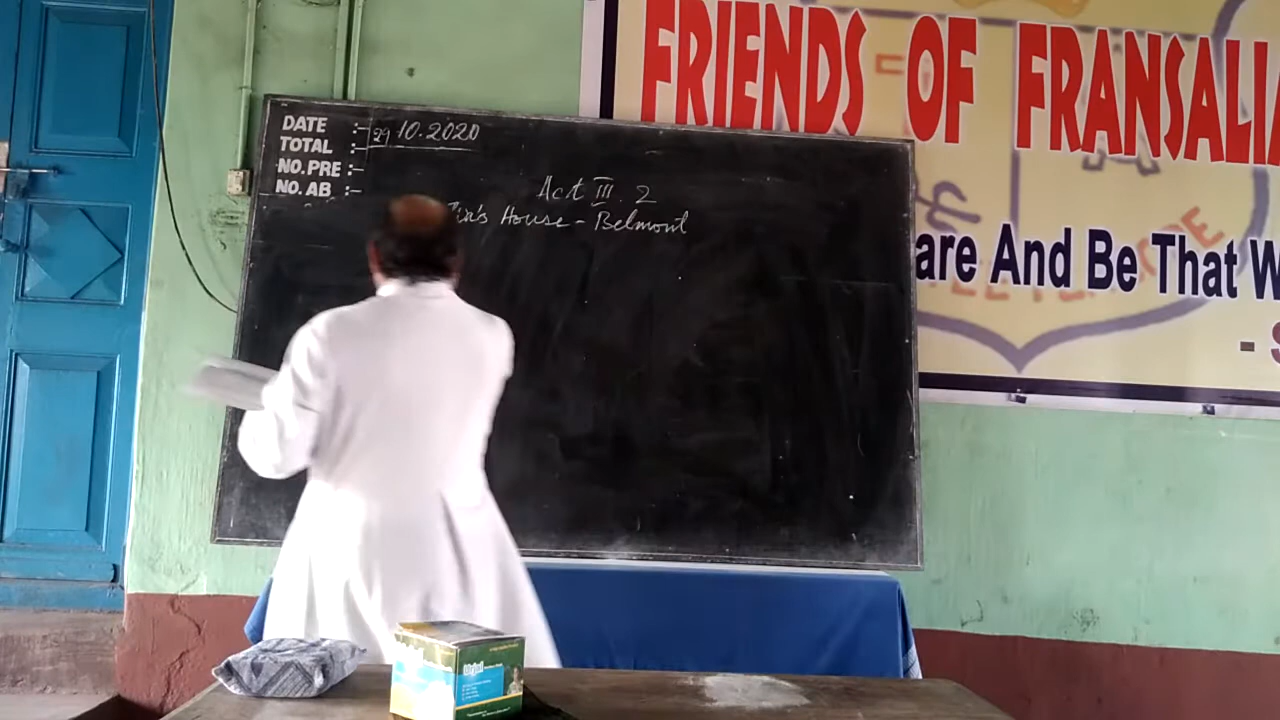 FRIENDS OF FRANSALIA
DATE :- 29 10.2020
TOTAL :-
NO. PRE :-
NO. AB :-
Act III. 2
House - Belmont
are And Be That W
- S
Urjal